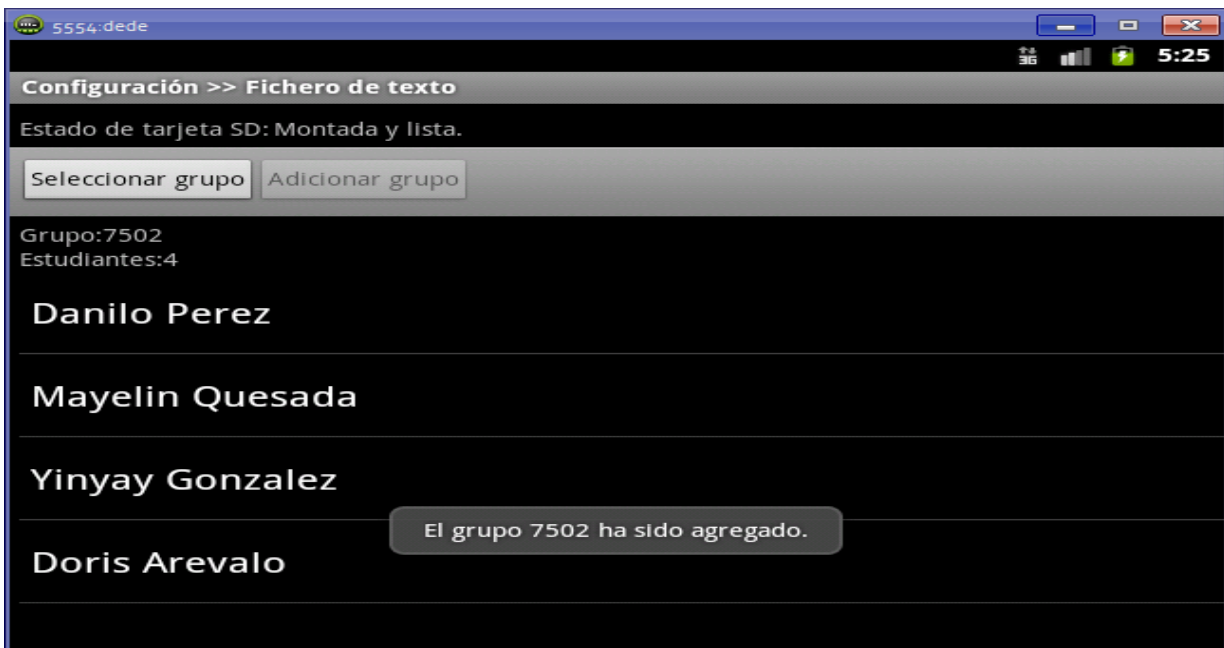 5554:dede
3G 5:25
Configuración >> Fichero de texto
Estado de tarjeta SD: Montada y lista.
Seleccionar grupo Adicionar grupo
Grupo:7502
Estudiantes:4
Danilo Perez
Mayelin Quesada
Yinyay Gonzalez
El grupo 7502 ha sido agregado.
Doris Arevalo